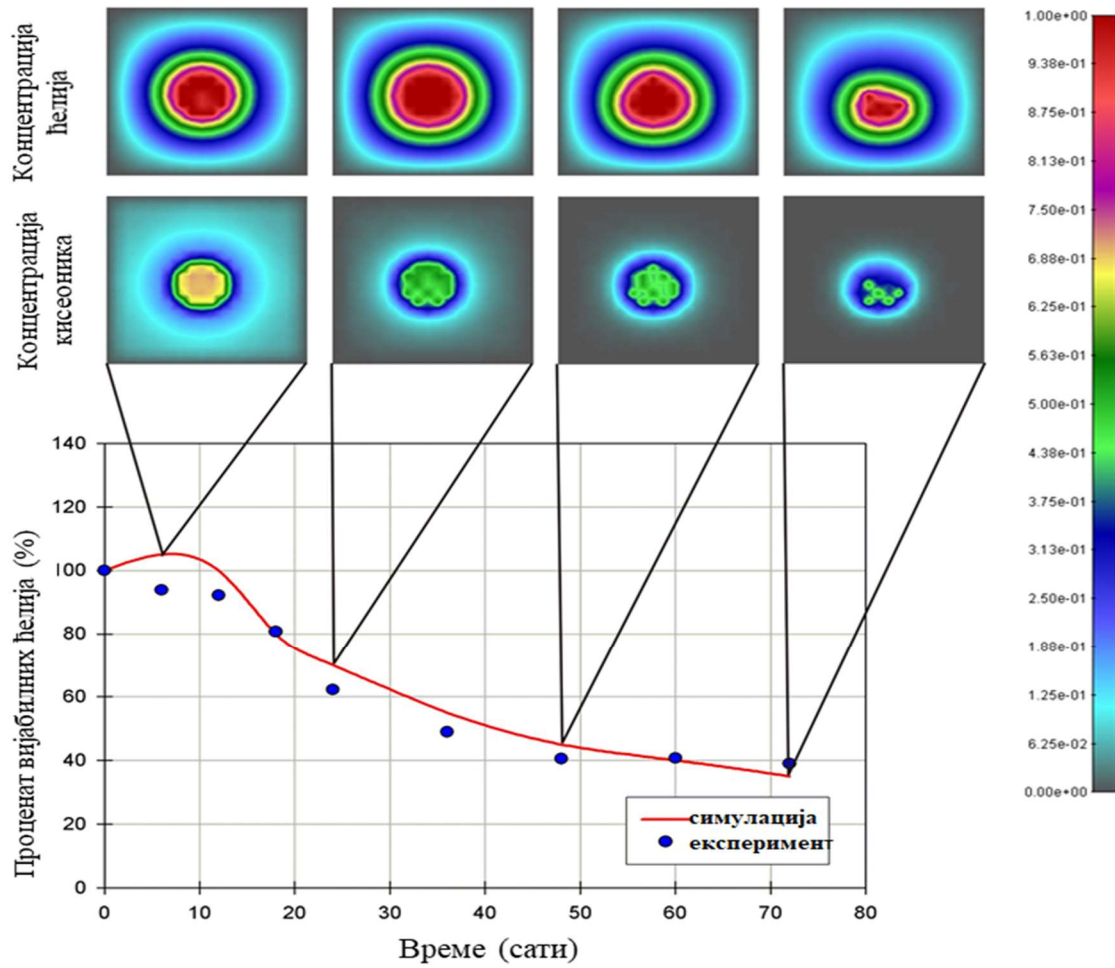 Концентрација
ћелија
Концентрација
кисеоника
1.00e+00
9.38e-01
8.75e-01
8.13e-01
7.50e-01
6.88e-01
6.25e-01
5.63e-01
5.00e-01
4.38e-01
3.75e-01
3.13e-01
2.50e-01
1.88e-01
1.25e-01
6.25e-02
0.00e+00
Проценат вијабилних ћелија (%)
140
120
100
80
60
40
20
0
симулација
експеримент
0 10 20 30 40 50 60 70 80
Време (сати)